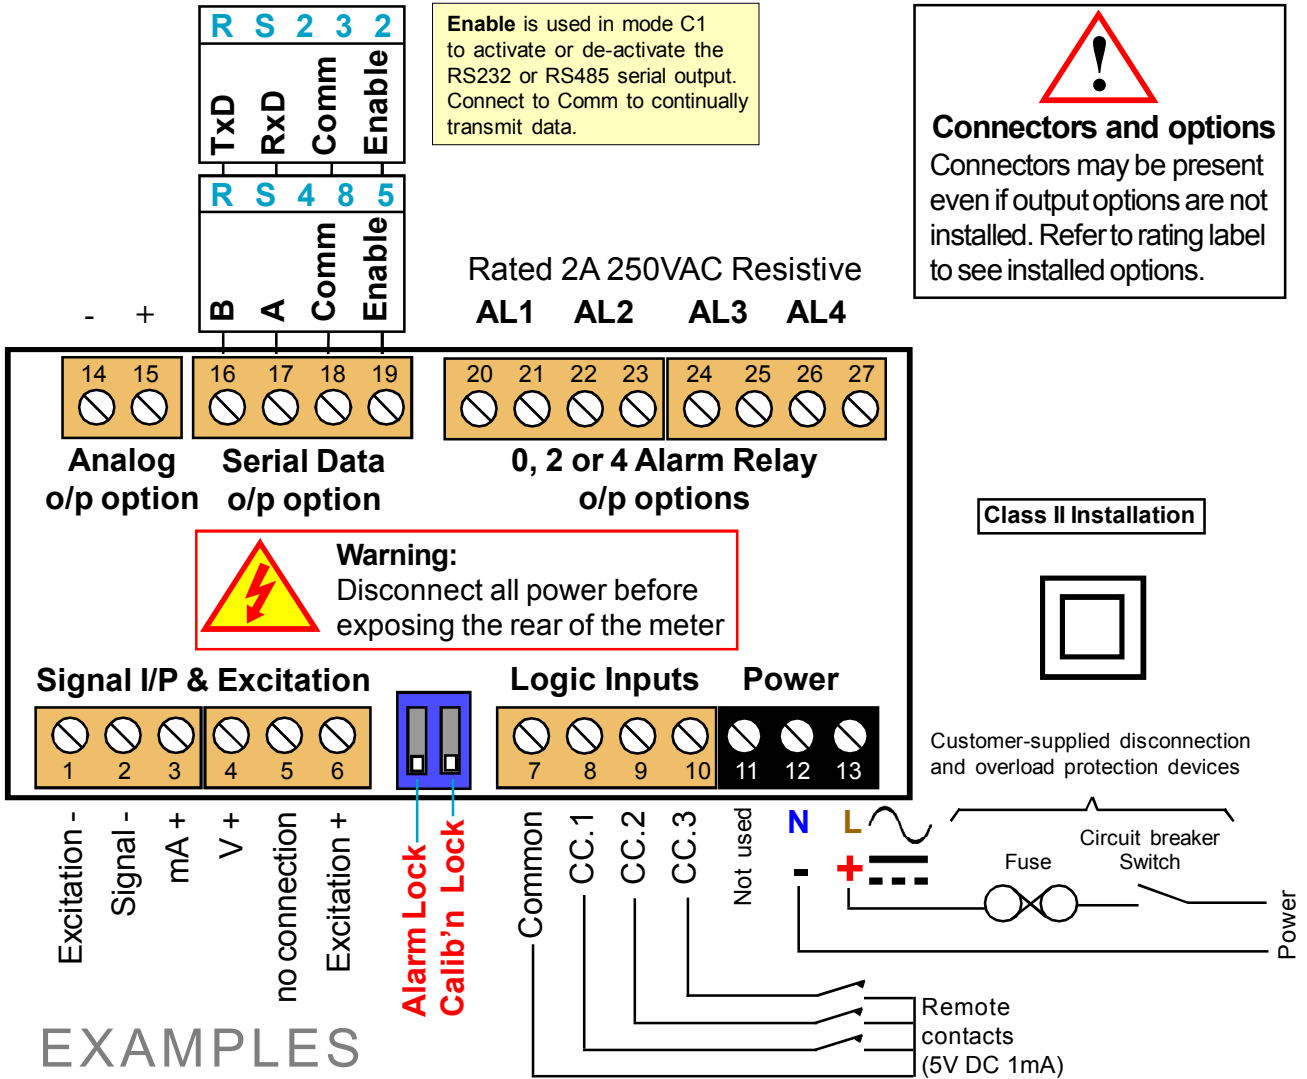 R S 2 3 2
TxD
RxD
Comm
Enable
R S 4 8 5
B
A
Comm
Enable
Enable is used in mode C1
to activate or de-activate the
RS232 or RS485 serial output.
Connect to Comm to continually
transmit data.
!
Connectors and options
Connectors may be present
even if output options are not
installed. Refer to rating label
to see installed options.
Rated 2A 250VAC Resistive
AL1 AL2 AL3 AL4
- +
14 15 16 17 18 19 20 21 22 23 24 25 26 27
Analog
o/p option
Serial Data
o/p option
0, 2 or 4 Alarm Relay
o/p options
Class II Installation
Warning:
Disconnect all power before
exposing the rear of the meter
Signal I/P & Excitation
Logic Inputs
Power
1 2 3 4 5 6 7 8 9 10 11 12 13
Excitation -
Signal -
mA +
V +
no connection
Excitation +
Alarm Lock
Calib'n Lock
Common
CC.1
CC.2
CC.3
Not used
N L
- +
Customer-supplied disconnection
and overload protection devices
Fuse
Circuit breaker
Switch
Power
Remote
contacts
(5V DC 1mA)
EXAMPLES